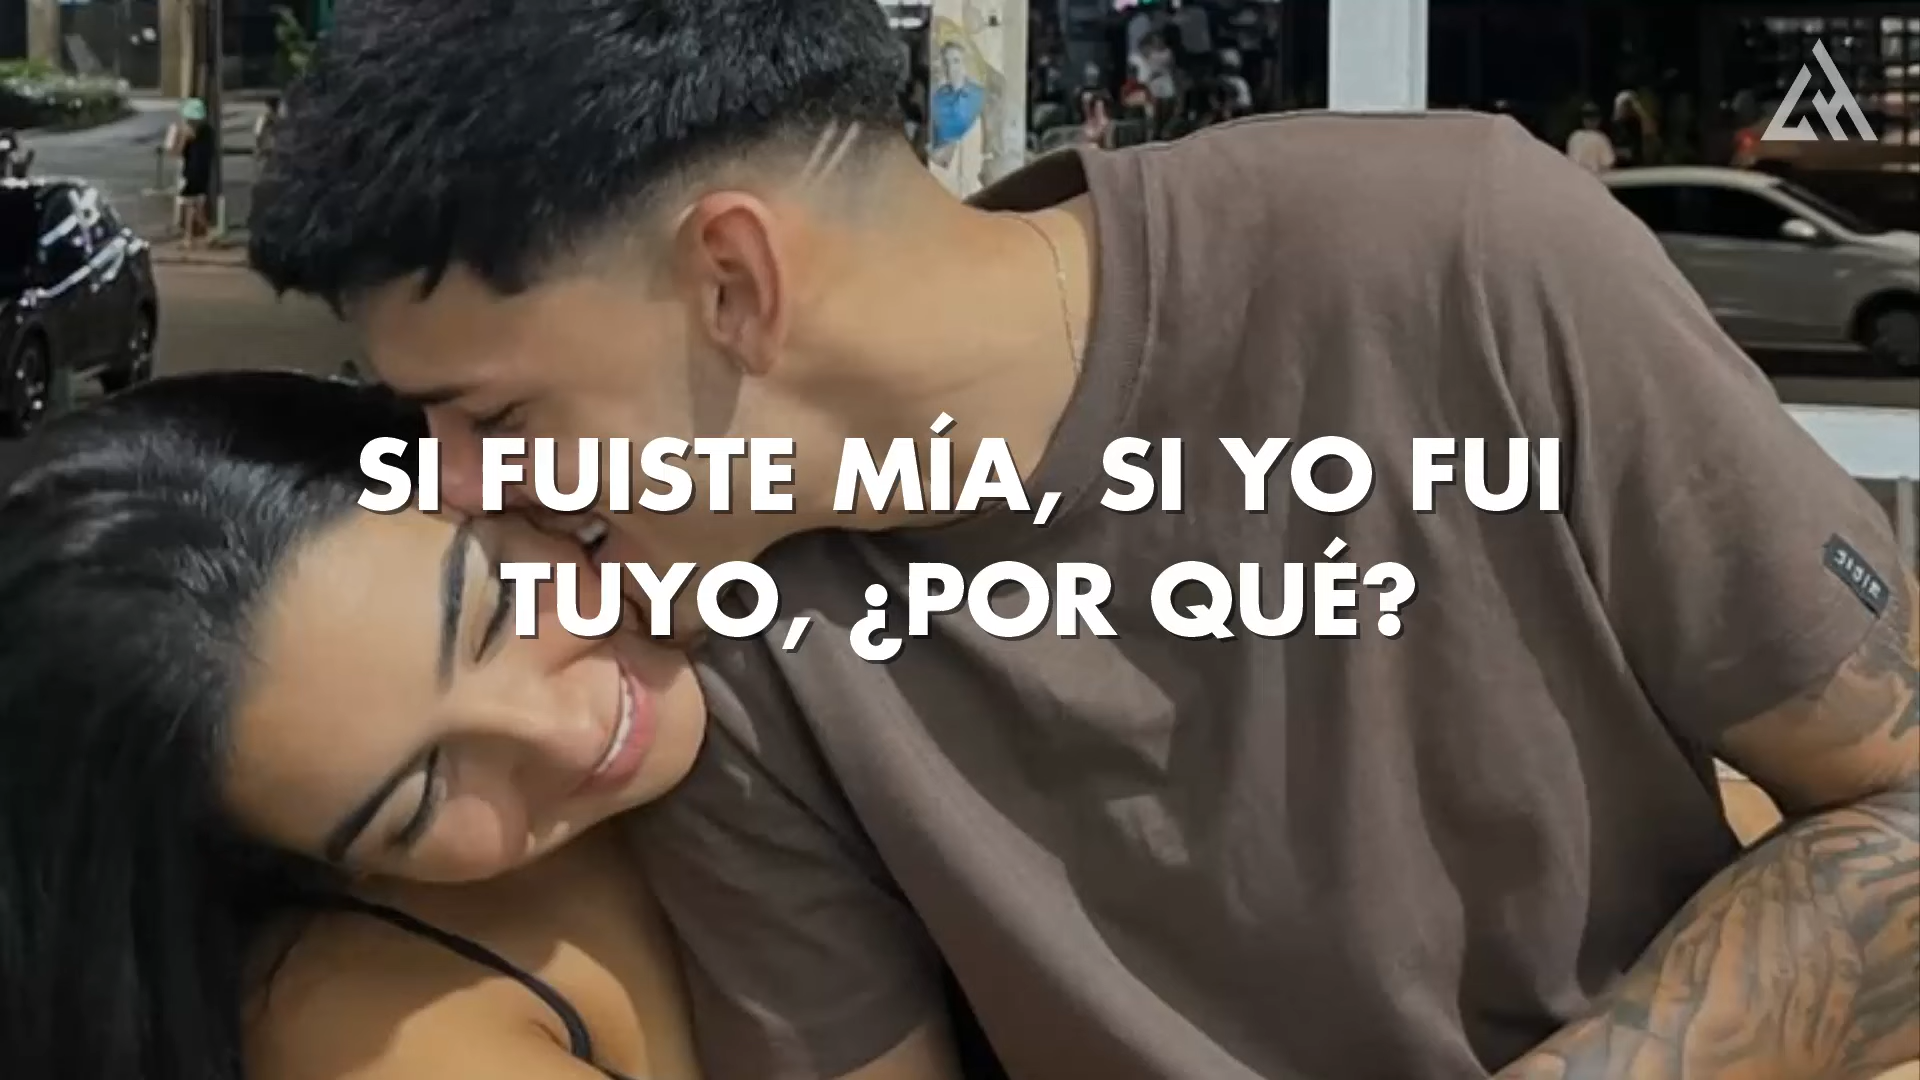 SI FUISTE MÍA, SI YO FUI
TUYO, ¿POR QUÉ?